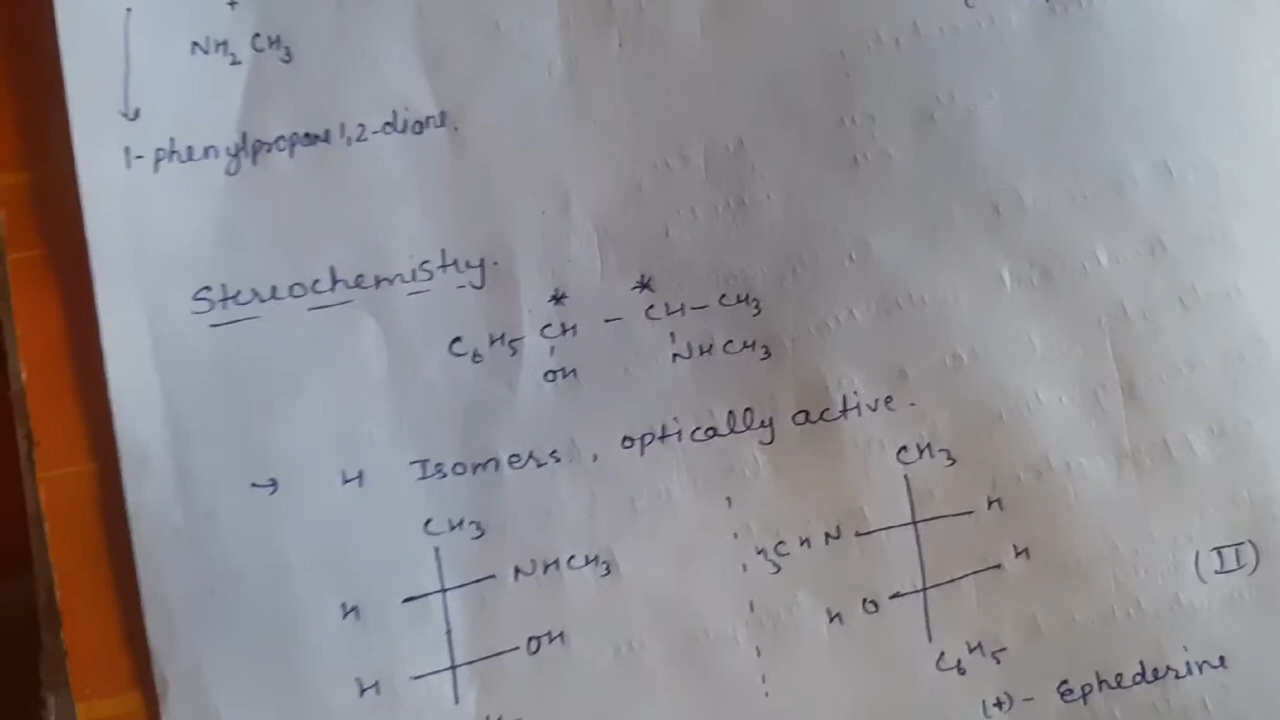 +
NH2 CH3
1-phenylpropane 1,2-dione.
Stereochemistry.
* *
C6H5 CH - CH-CH3
OH NHCH3
→ 4 Isomers, optically active.
CH3 CH3
H NHCH3 H3CHN H
H OH HO H
(II)
C6H5
(+)- Ephederine